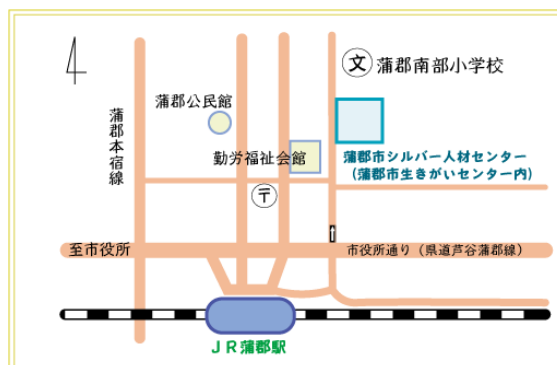 文 蒲郡南部小学校
蒲郡公民館
蒲郡本宿線
勤労福祉会館
蒲郡市シルバー人材センター
(蒲郡市生きがいセンター内)
〒
至市役所
市役所通り(県道芦谷蒲郡線)
JR蒲郡駅